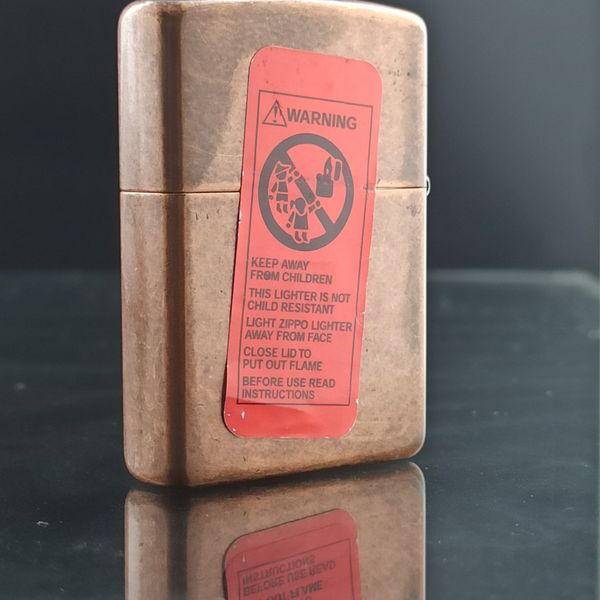 WARNING
KEEP AWAY
FROM CHILDREN
THIS LIGHTER IS NOT
CHILD RESISTANT
LIGHT ZIPPO LIGHTER
AWAY FROM FACE
CLOSE LID TO
PUT OUT FLAME
BEFORE USE READ
INSTRUCTIONS